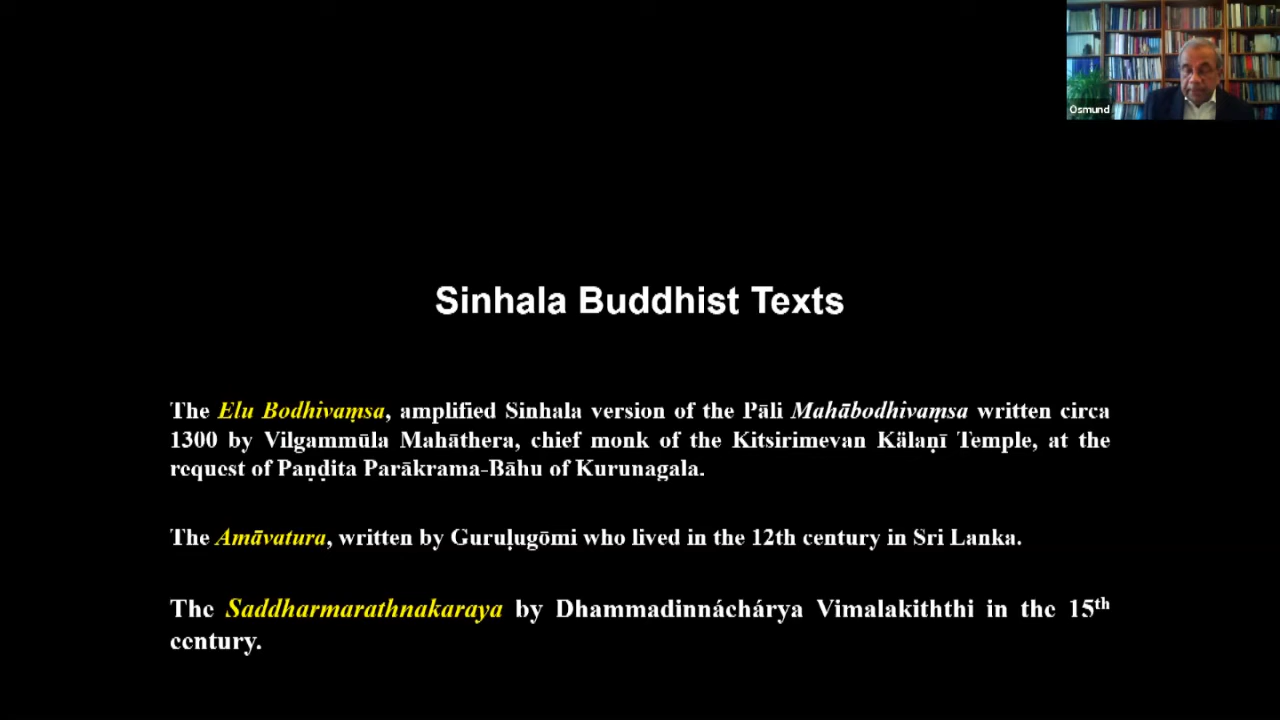 Osmund
Sinhala Buddhist Texts
The Elu Bodhivaṃsa, amplified Sinhala version of the Pāli Mahābodhivaṃsa written circa
1300 by Vilgammūla Mahāthera, chief monk of the Kitsirimevan Kälaṇī Temple, at the
request of Paṇḍita Parākrama-Bāhu of Kurunagala.
The Amāvatura, written by Guruḷugōmi who lived in the 12th century in Sri Lanka.
The Saddharmarathnakaraya by Dhammadinnáchárya Vimalakiththi in the 15th
century.